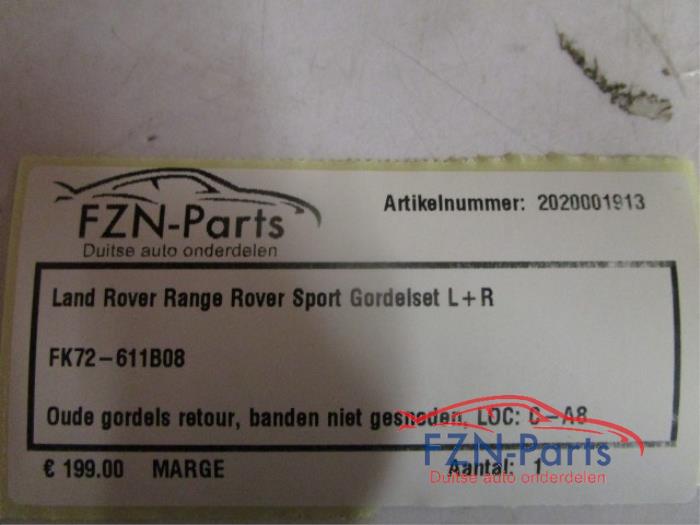 FZN-Parts
Duitse auto onderdelen
Artikelnummer: 2020001913
Land Rover Range Rover Sport Gordelset L+R
FK72-611B08
Oude gordels retour, banden niet gesneden, LOC: C-A8
€ 199.00 MARGE Aantal: 1
FZN-Parts
Duitse auto onderdelen